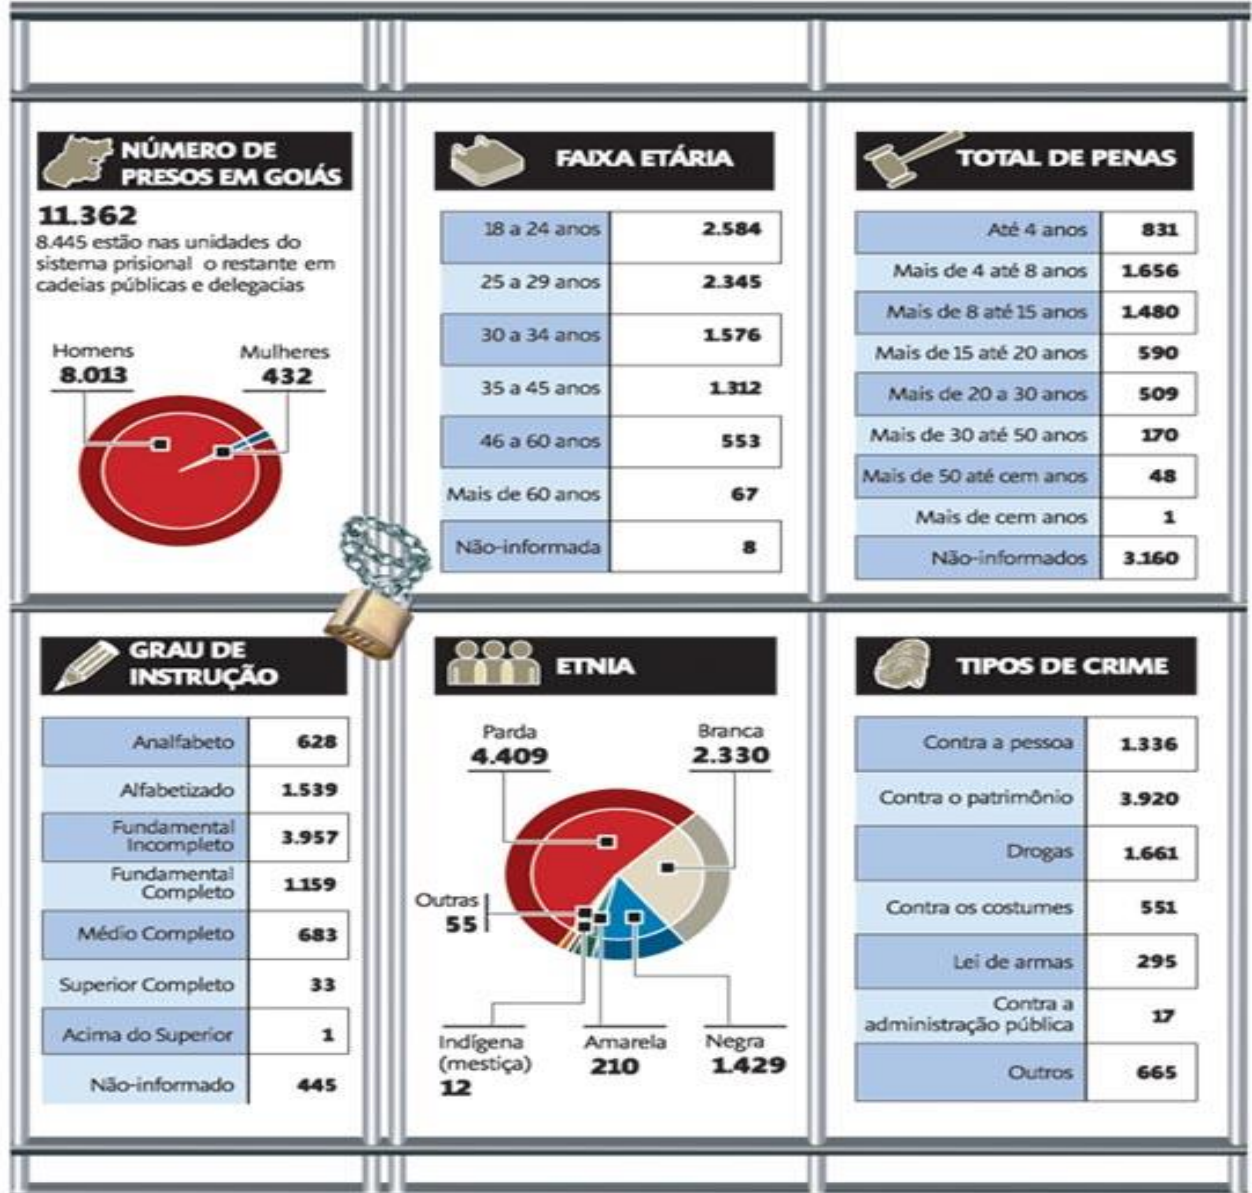 NÚMERO DE
PRESOS EM GOIÁS
11.362
8.445 estão nas unidades do
sistema prisional o restante em
cadeias públicas e delegacias
Homens
8.013
Mulheres
432
FAIXA ETÁRIA
18 a 24 anos 2.584
25 a 29 anos 2.345
30 a 34 anos 1.576
35 a 45 anos 1.312
46 a 60 anos 553
Mais de 60 anos 67
Não-informada 8
TOTAL DE PENAS
Até 4 anos 831
Mais de 4 até 8 anos 1.656
Mais de 8 até 15 anos 1.480
Mais de 15 até 20 anos 590
Mais de 20 a 30 anos 509
Mais de 30 até 50 anos 170
Mais de 50 até cem anos 48
Mais de cem anos 1
Não-informados 3.160
GRAU DE
INSTRUÇÃO
Analfabeto 628
Alfabetizado 1.539
Fundamental
Incompleto 3.957
Fundamental
Completo 1.159
Médio Completo 683
Superior Completo 33
Acima do Superior 1
Não-informado 445
ETNIA
Parda
4.409
Branca
2.330
Outras
55
Indígena
(mestiça)
12
Amarela
210
Negra
1.429
TIPOS DE CRIME
Contra a pessoa 1.336
Contra o patrimônio 3.920
Drogas 1.661
Contra os costumes 551
Lei de armas 295
Contra a
administração pública 17
Outros 665